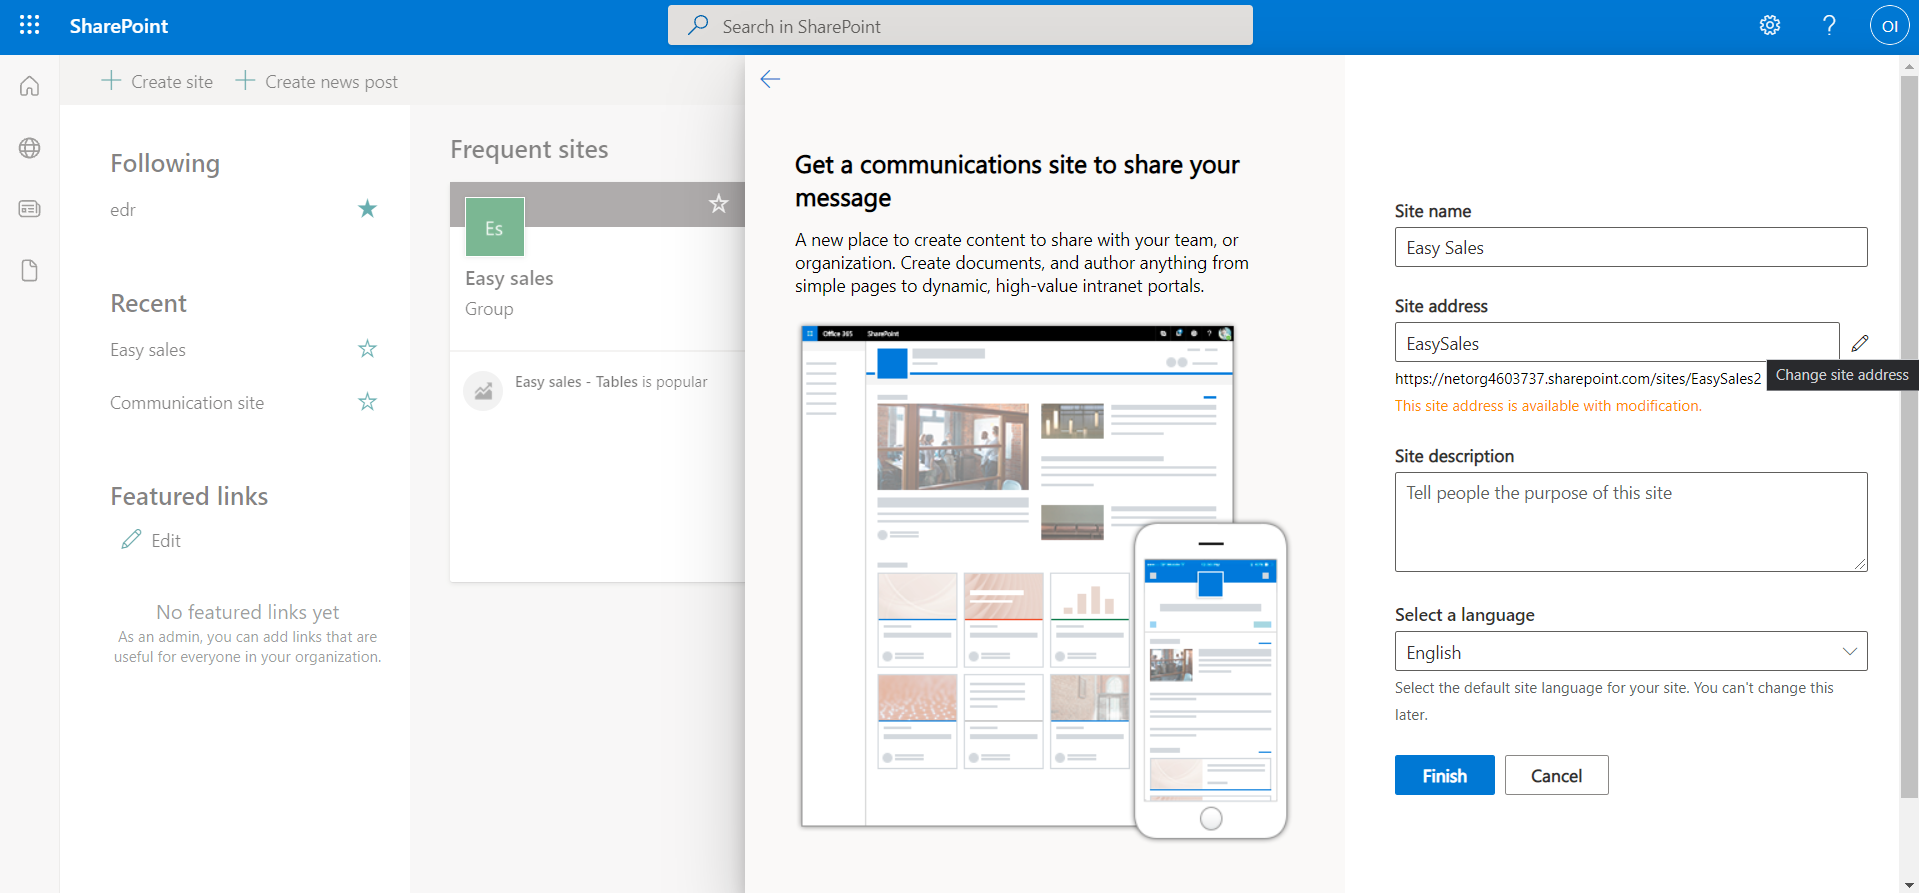 SharePoint
Search in SharePoint
?
OI
Create site
Create news post
Following
edr
Recent
Easy sales
Communication site
Featured links
Edit
No featured links yet
As an admin, you can add links that are
useful for everyone in your organization.
Frequent sites
Es
Easy sales
Group
Easy sales - Tables is popular
Get a communications site to share your
message
A new place to create content to share with your team, or
organization. Create documents, and author anything from
simple pages to dynamic, high-value intranet portals.
Office 365 SharePoint ?
Site name
Easy Sales
Site address
EasySales
https://netorg4603737.sharepoint.com/sites/EasySales2
Change site address
This site address is available with modification.
Site description
Tell people the purpose of this site
Select a language
English
Select the default site language for your site. You can't change this
later.
Finish
Cancel